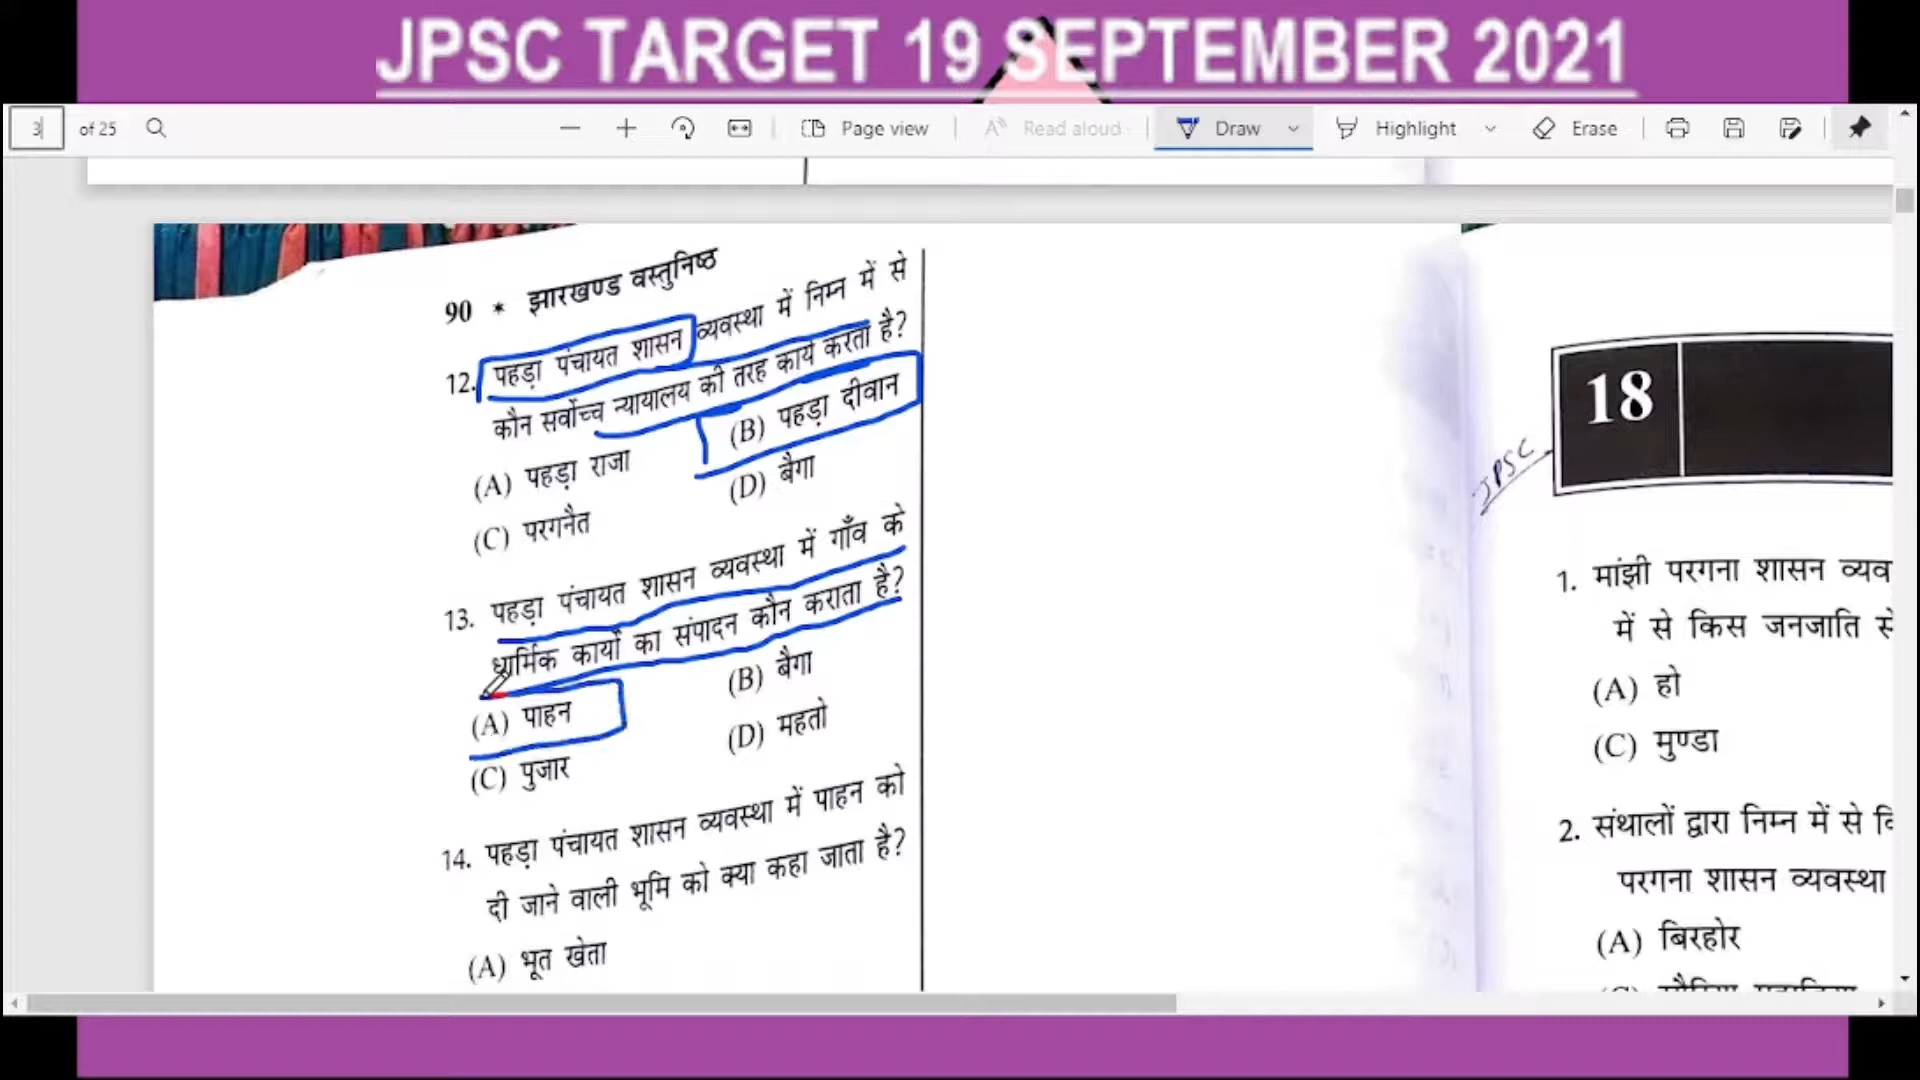 JPSC TARGET 19 SEPTEMBER 2021
3 of 25 Page view Read aloud Draw Highlight Erase
90 * झारखण्ड वस्तुनिष्ठ
12. पहड़ा पंचायत शासन व्यवस्था में निम्न में से
कौन सर्वोच्च न्यायालय की तरह कार्य करता है?
(A) पहड़ा राजा (B) पहड़ा दीवान
(C) परगनैत (D) बैगा
13. पहड़ा पंचायत शासन व्यवस्था में गाँव के
धार्मिक कार्यों का संपादन कौन कराता है?
(A) पाहन (B) बैगा
(C) पुजार (D) महतो
14. पहड़ा पंचायत शासन व्यवस्था में पाहन को
दी जाने वाली भूमि को क्या कहा जाता है?
(A) भूत खेता
JPSC
18
1. मांझी परगना शासन व्यव
में से किस जनजाति से
(A) हो
(C) मुण्डा
2. संथालों द्वारा निम्न में से
परगना शासन व्यवस्था
(A) बिरहोर